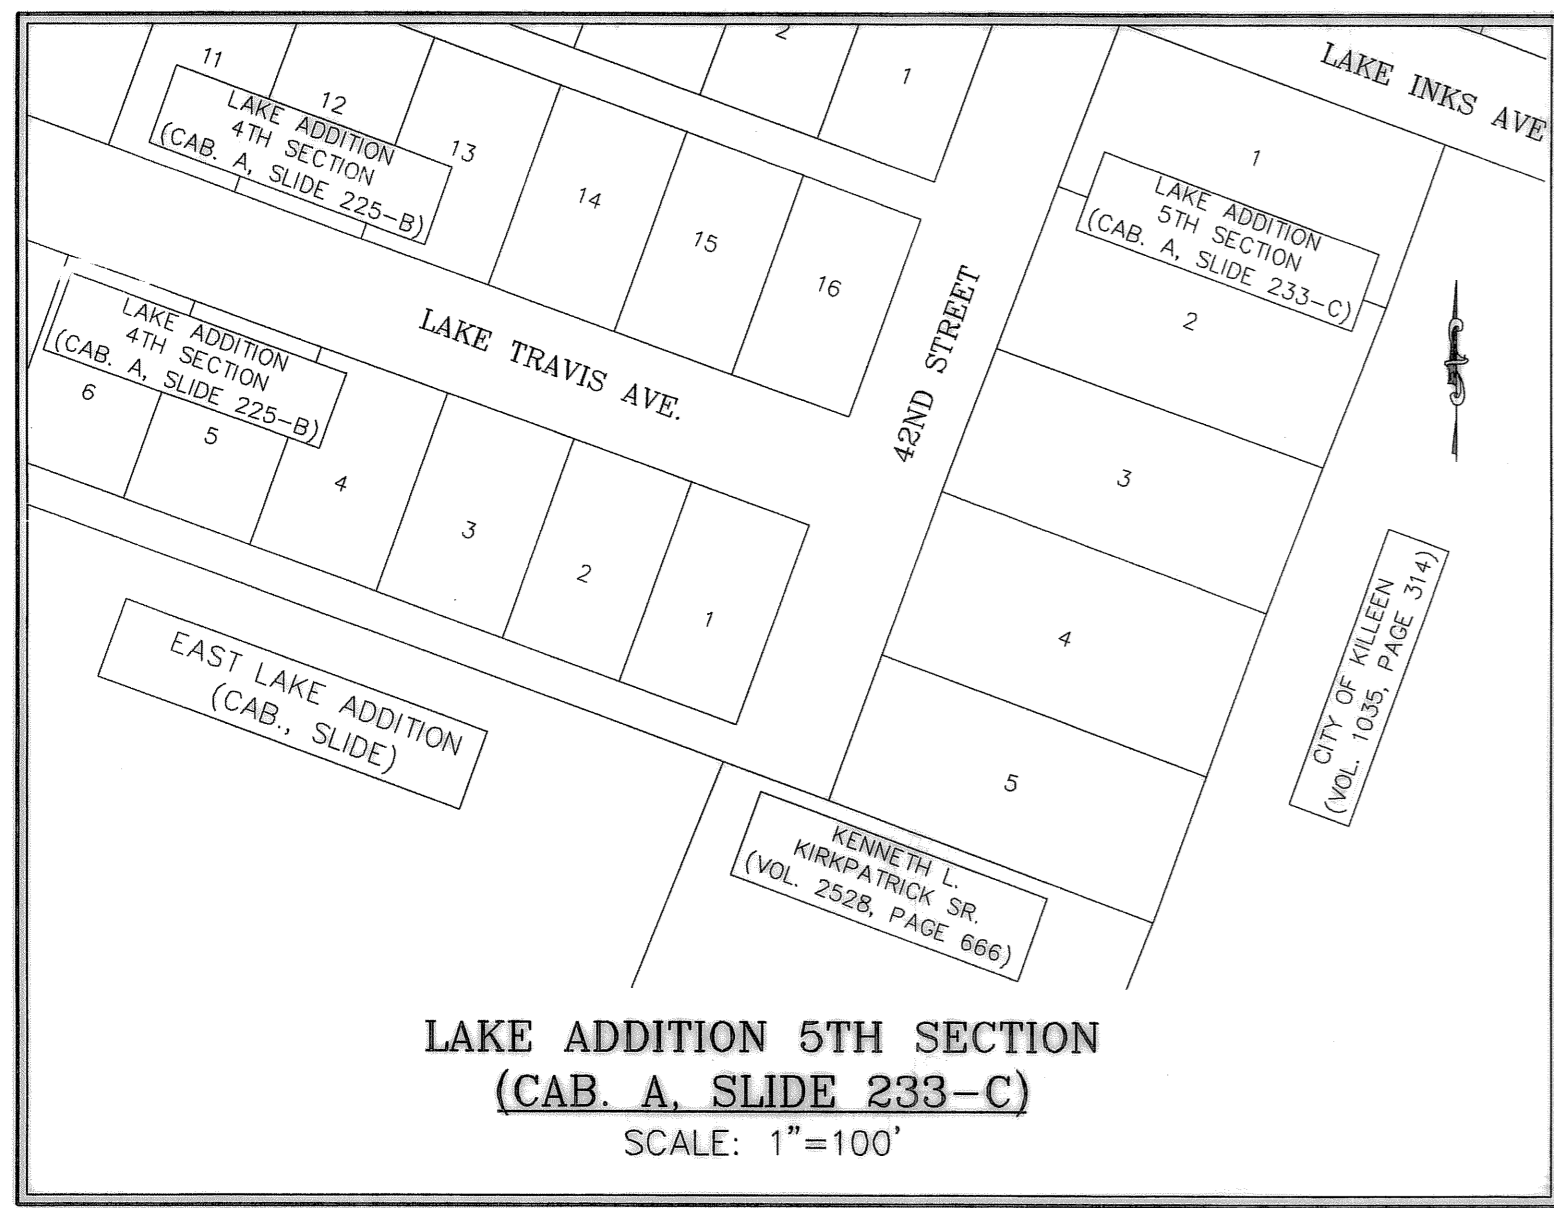 2
1
LAKE INKS AVE
11
12
13
14
15
16
LAKE ADDITION
4TH SECTION
(CAB. A, SLIDE 225-B)
1
LAKE ADDITION
5TH SECTION
(CAB. A, SLIDE 233-C)
2
3
4
5
LAKE TRAVIS AVE.
42ND STREET
LAKE ADDITION
4TH SECTION
(CAB. A, SLIDE 225-B)
6
5
4
3
2
1
EAST LAKE ADDITION
(CAB., SLIDE)
CITY OF KILLEEN
(VOL. 1035, PAGE 314)
KENNETH L.
KIRKPATRICK SR.
(VOL. 2528, PAGE 666)
LAKE ADDITION 5TH SECTION
(CAB. A, SLIDE 233-C)
SCALE: 1"=100'